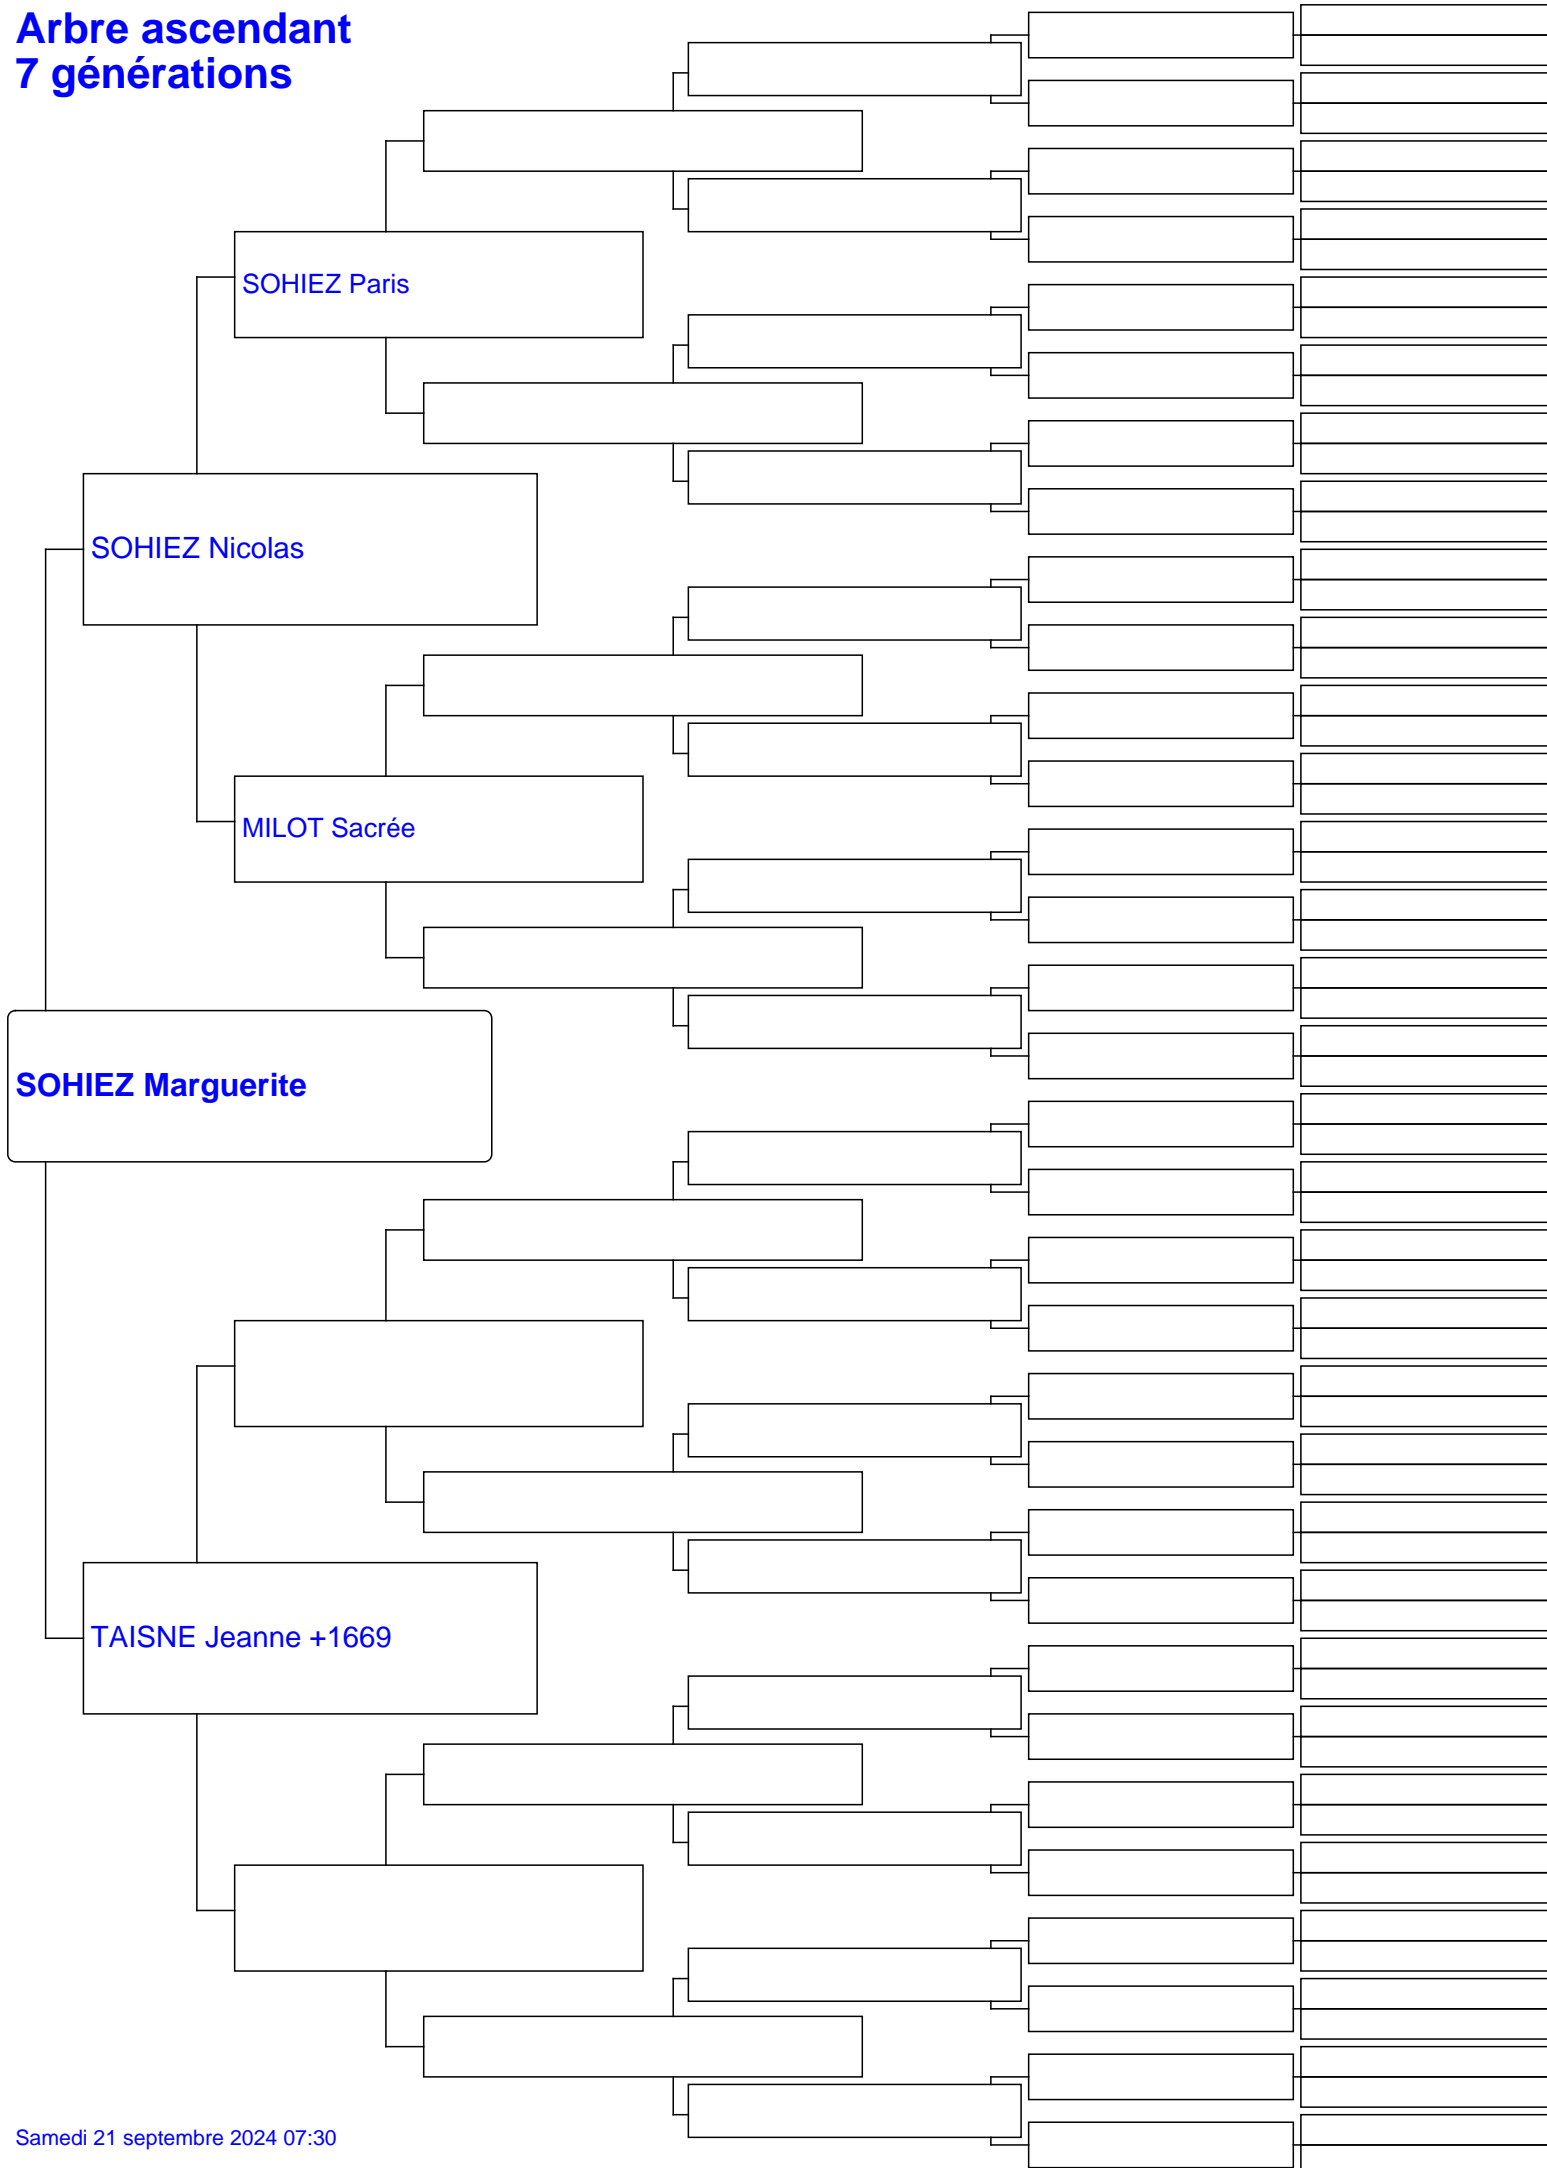 Arbre ascendant
7 générations
SOHIEZ Paris
SOHIEZ Nicolas
MILOT Sacrée
SOHIEZ Marguerite
TAISNE Jeanne +1669
Samedi 21 septembre 2024 07:30